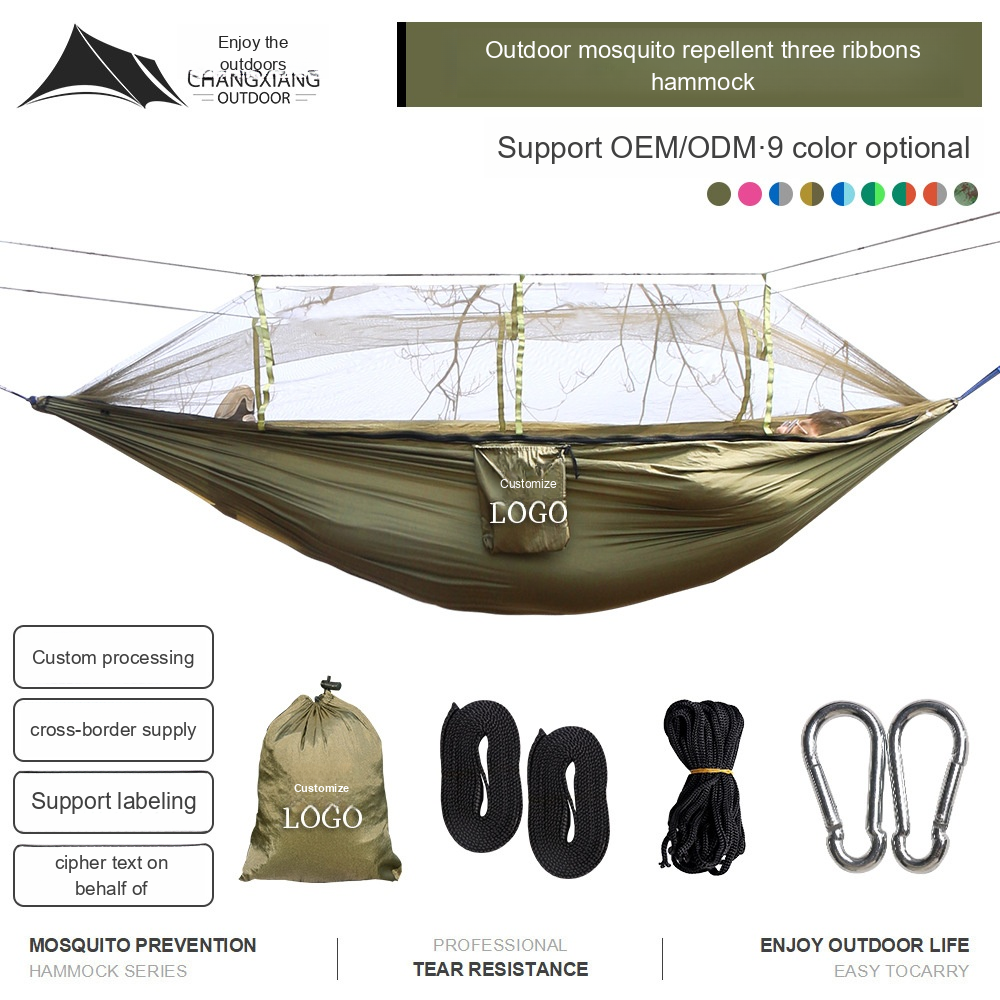 Enjoy the
outdoors
CHANGXIANG
OUTDOOR
Outdoor mosquito repellent three ribbons
hammock
Support OEM/ODM·9 color optional
Customize
LOGO
Custom processing
cross-border supply
Support labeling
cipher text on
behalf of
Customize
LOGO
MOSQUITO PREVENTION
HAMMOCK SERIES
PROFESSIONAL
TEAR RESISTANCE
ENJOY OUTDOOR LIFE
EASY TOCARRY